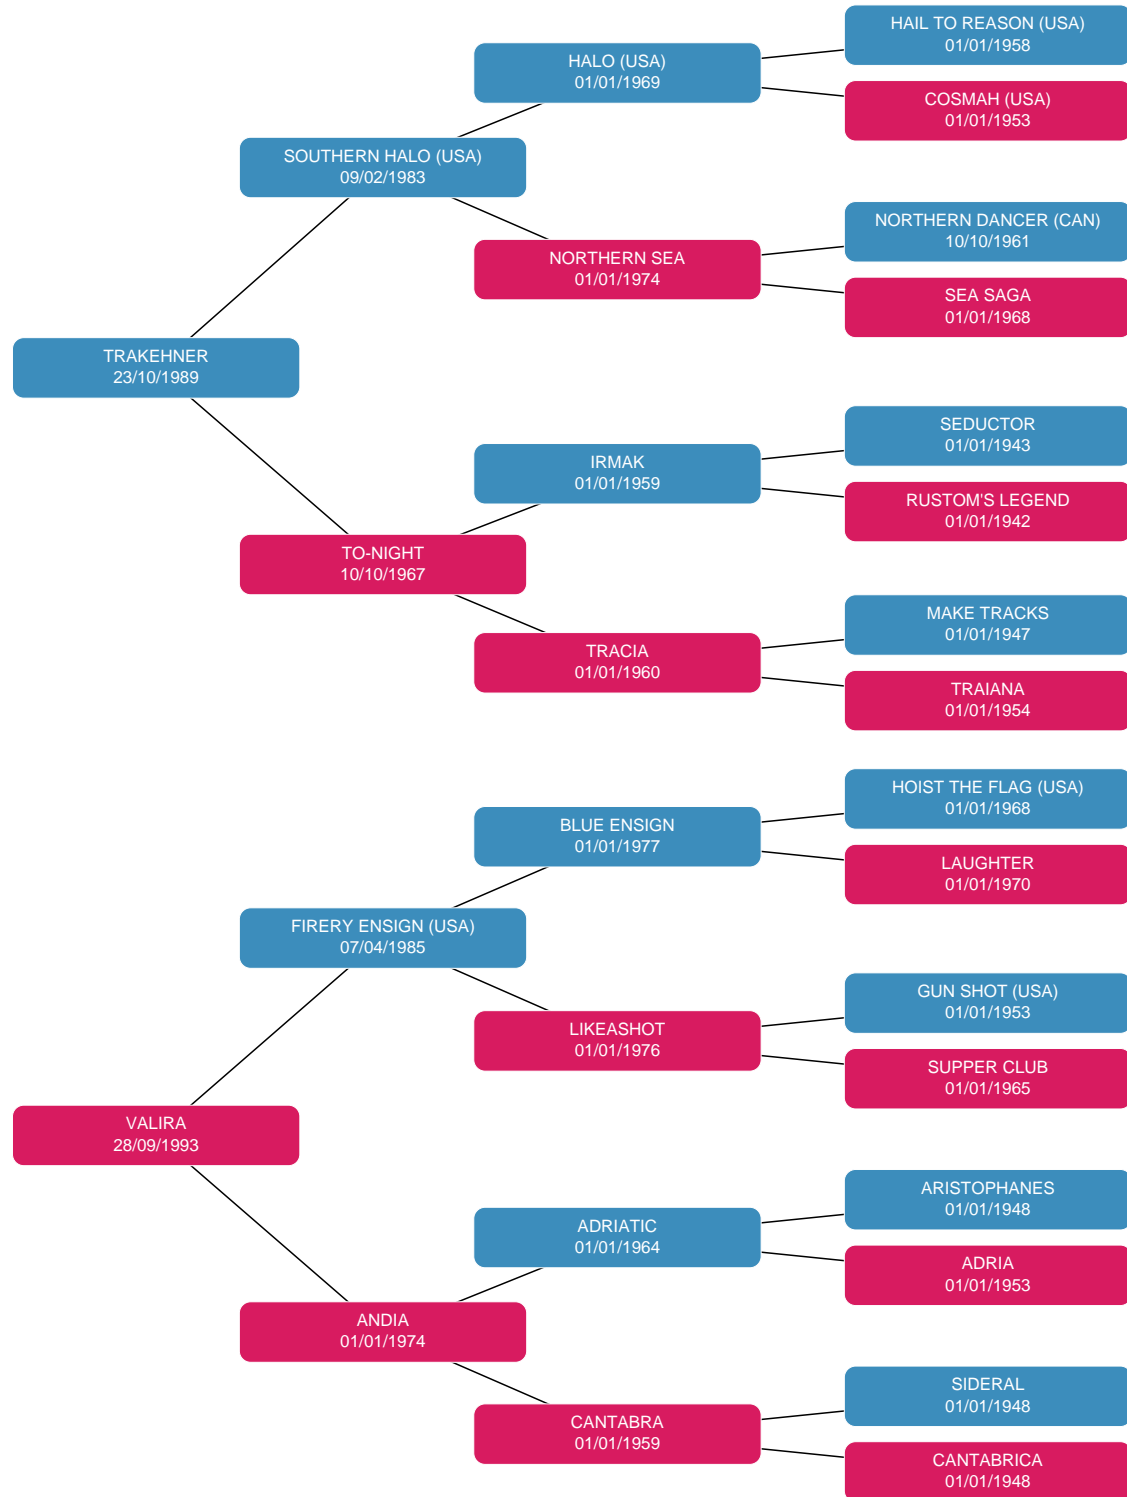 HAIL TO REASON (USA)
01/01/1958
HALO (USA)
01/01/1969
COSMAH (USA)
01/01/1953
SOUTHERN HALO (USA)
09/02/1983
NORTHERN DANCER (CAN)
10/10/1961
NORTHERN SEA
01/01/1974
SEA SAGA
01/01/1968
TRAKEHNER
23/10/1989
SEDUCTOR
01/01/1943
IRMAK
01/01/1959
RUSTOM'S LEGEND
01/01/1942
TO-NIGHT
10/10/1967
MAKE TRACKS
01/01/1947
TRACIA
01/01/1960
TRAIANA
01/01/1954
HOIST THE FLAG (USA)
01/01/1968
BLUE ENSIGN
01/01/1977
LAUGHTER
01/01/1970
FIRERY ENSIGN (USA)
07/04/1985
GUN SHOT (USA)
01/01/1953
LIKEASHOT
01/01/1976
SUPPER CLUB
01/01/1965
VALIRA
28/09/1993
ARISTOPHANES
01/01/1948
ADRIATIC
01/01/1964
ADRIA
01/01/1953
ANDIA
01/01/1974
SIDERAL
01/01/1948
CANTABRA
01/01/1959
CANTABRICA
01/01/1948